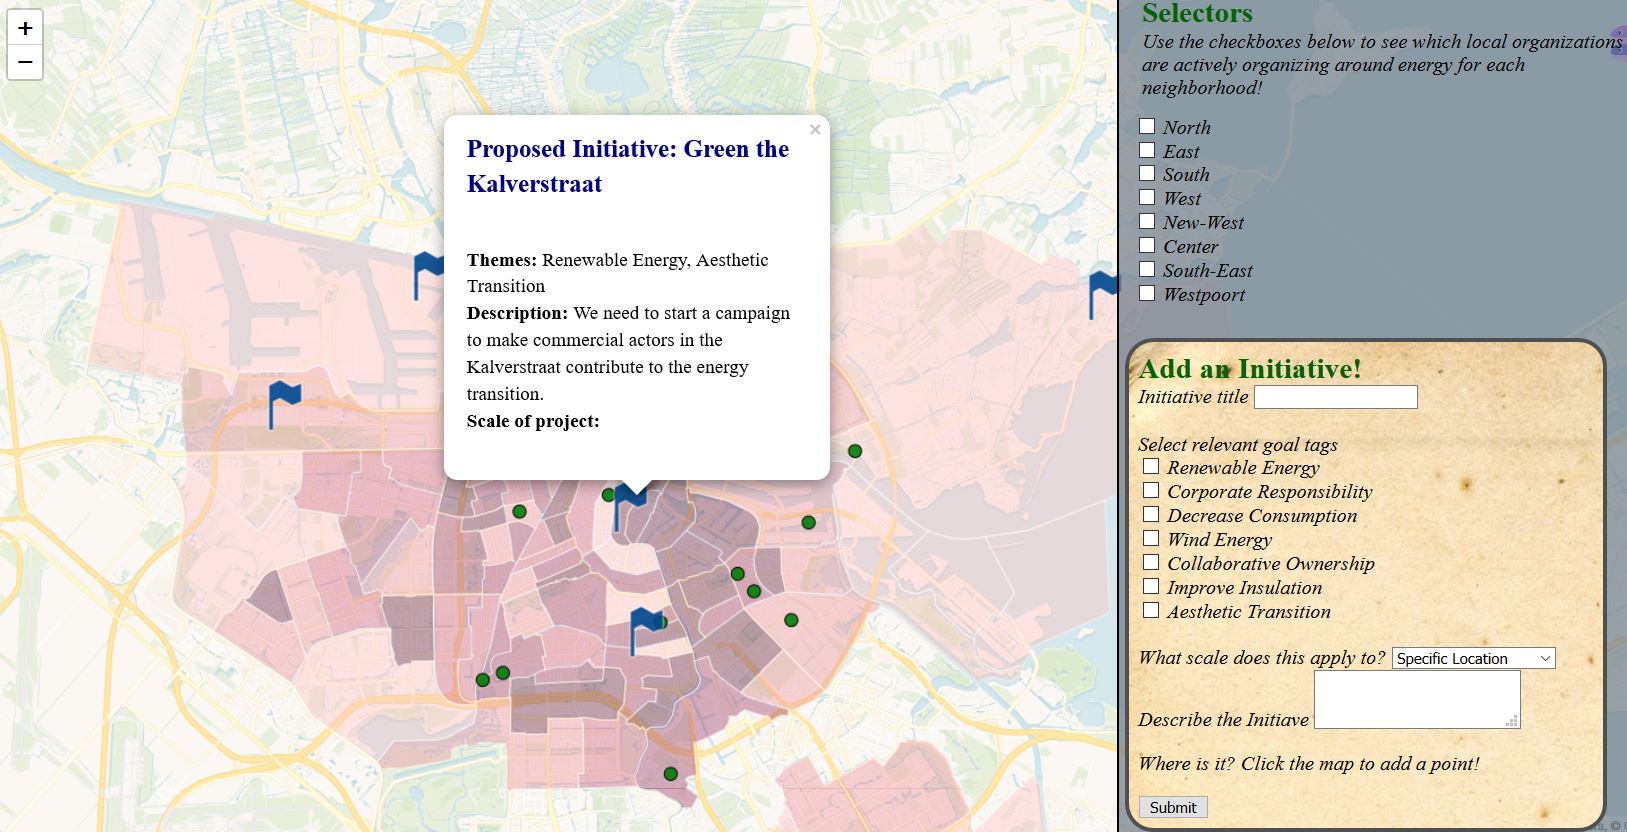 +
−
×
Proposed Initiative: Green the
Kalverstraat
Themes: Renewable Energy, Aesthetic
Transition
Description: We need to start a campaign
to make commercial actors in the
Kalverstraat contribute to the energy
transition.
Scale of project:
Selectors
Use the checkboxes below to see which local organizations
are actively organizing around energy for each
neighborhood!
North
East
South
West
New-West
Center
South-East
Westpoort
Add an Initiative!
Initiative title
Select relevant goal tags
Renewable Energy
Corporate Responsibility
Decrease Consumption
Wind Energy
Collaborative Ownership
Improve Insulation
Aesthetic Transition
What scale does this apply to? Specific Location
Describe the Initiave
Where is it? Click the map to add a point!
Submit